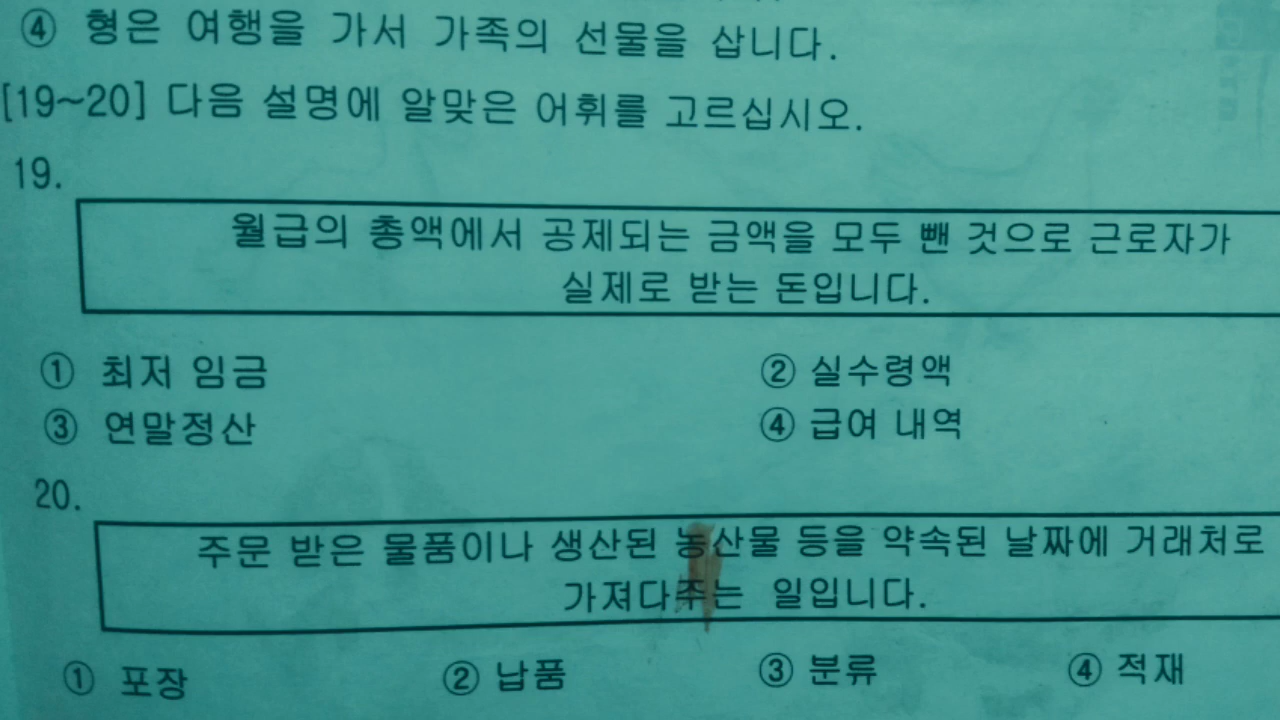 ④ 형은 여행을 가서 가족의 선물을 삽니다.
[19~20] 다음 설명에 알맞은 어휘를 고르십시오.
19.
월급의 총액에서 공제되는 금액을 모두 뺀 것으로 근로자가
실제로 받는 돈입니다.
① 최저 임금 ② 실수령액
③ 연말정산 ④ 급여 내역
20.
주문 받은 물품이나 생산된 농산물 등을 약속된 날짜에 거래처로
가져다주는 일입니다.
① 포장 ② 납품 ③ 분류 ④ 적재